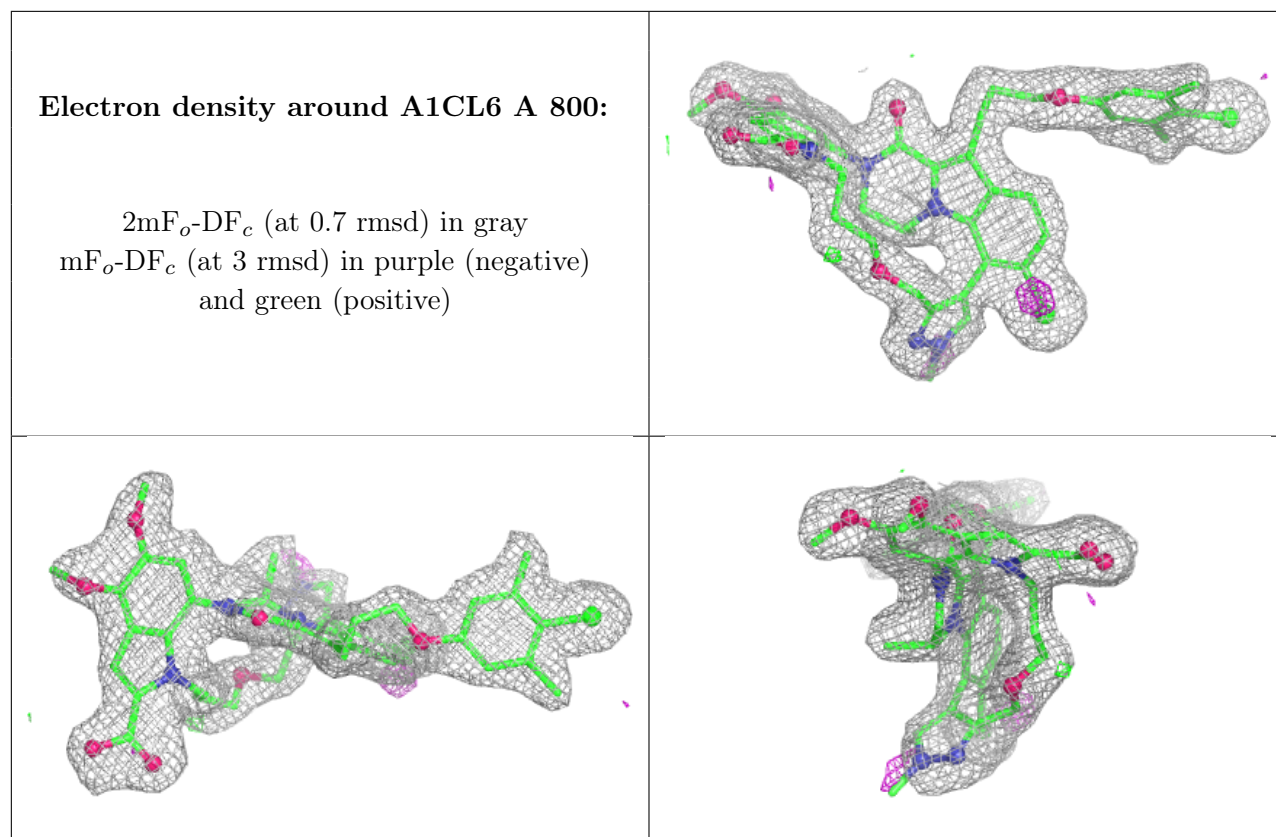 Electron density around A1CL6 A 800:
2mFo-DFc (at 0.7 rmsd) in gray
mFo-DFc (at 3 rmsd) in purple (negative)
and green (positive)